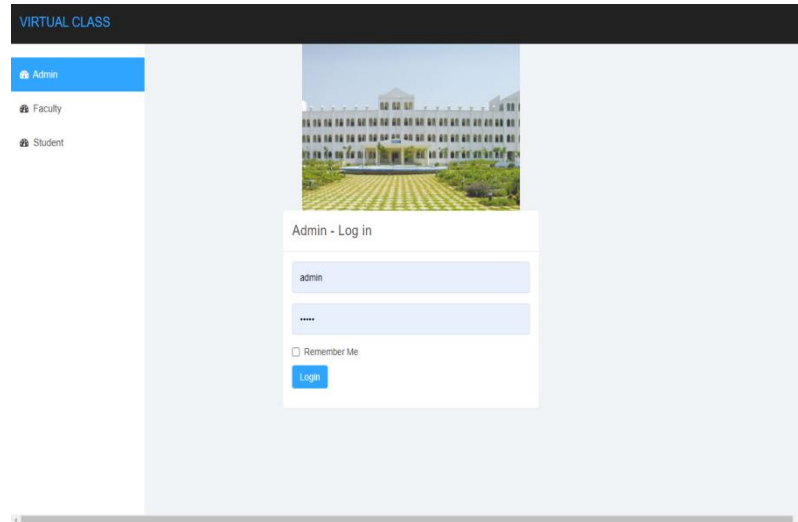 VIRTUAL CLASS
Admin
Faculty
Student
Admin - Log in
admin
•••••
Remember Me
Login